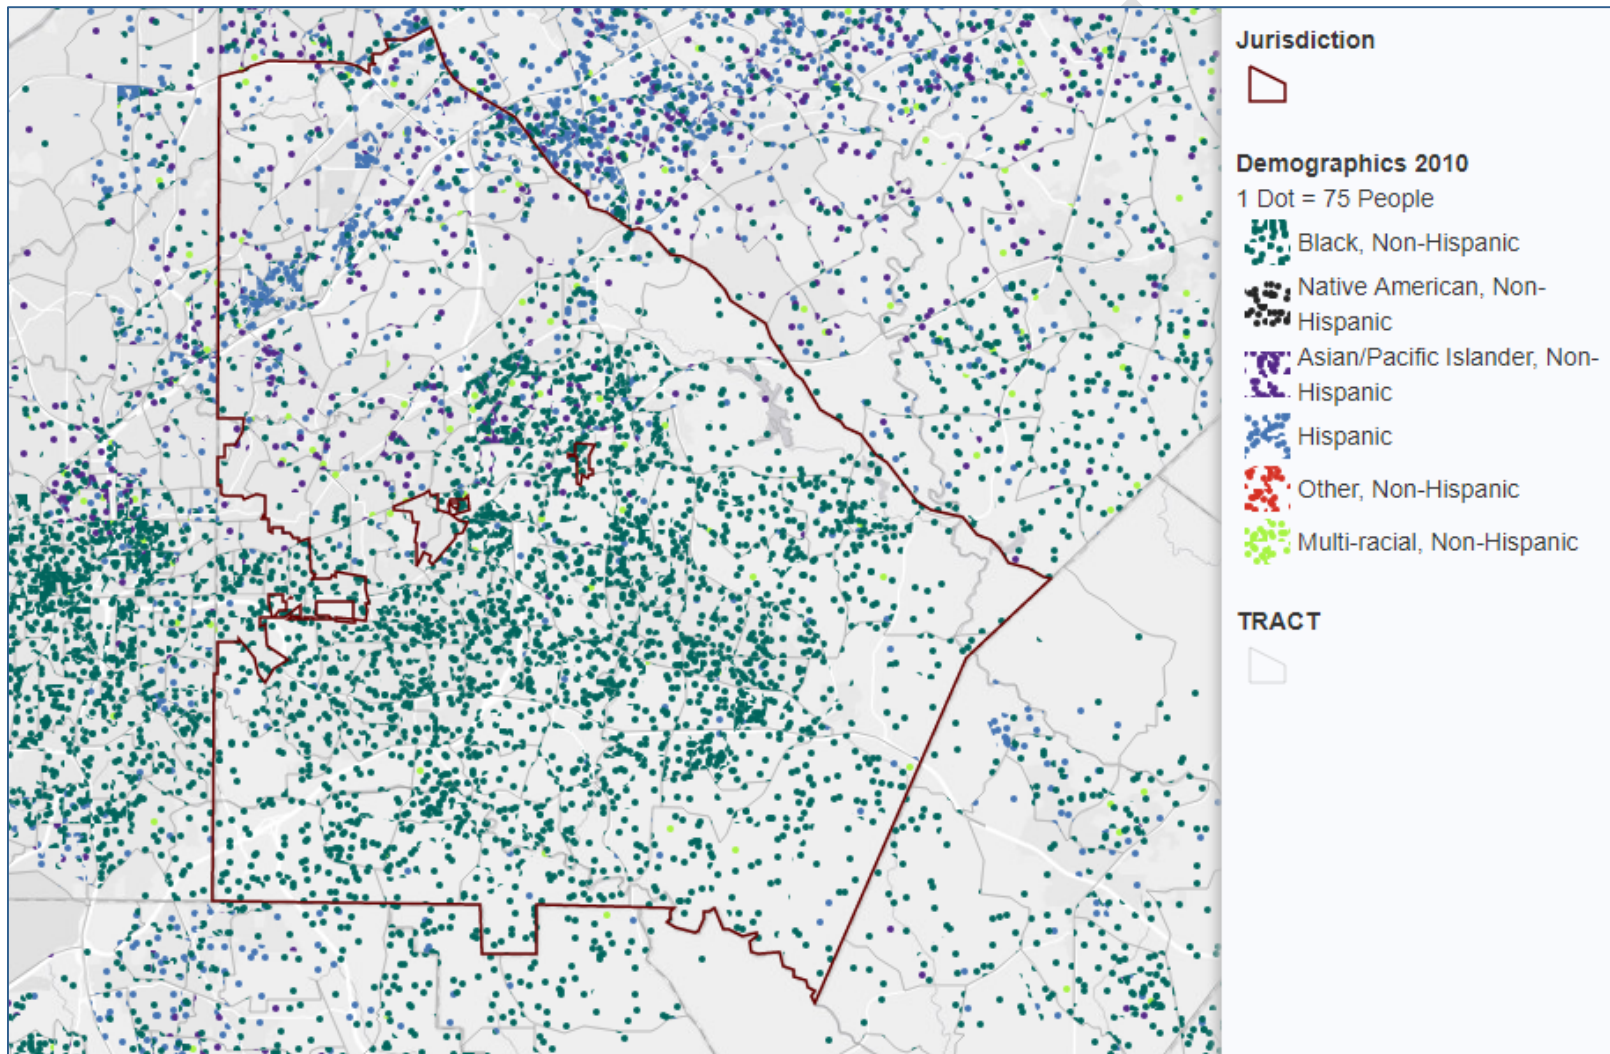 Jurisdiction
Demographics 2010
1 Dot = 75 People
Black, Non-Hispanic
Native American, Non-
Hispanic
Asian/Pacific Islander, Non-
Hispanic
Hispanic
Other, Non-Hispanic
Multi-racial, Non-Hispanic
TRACT